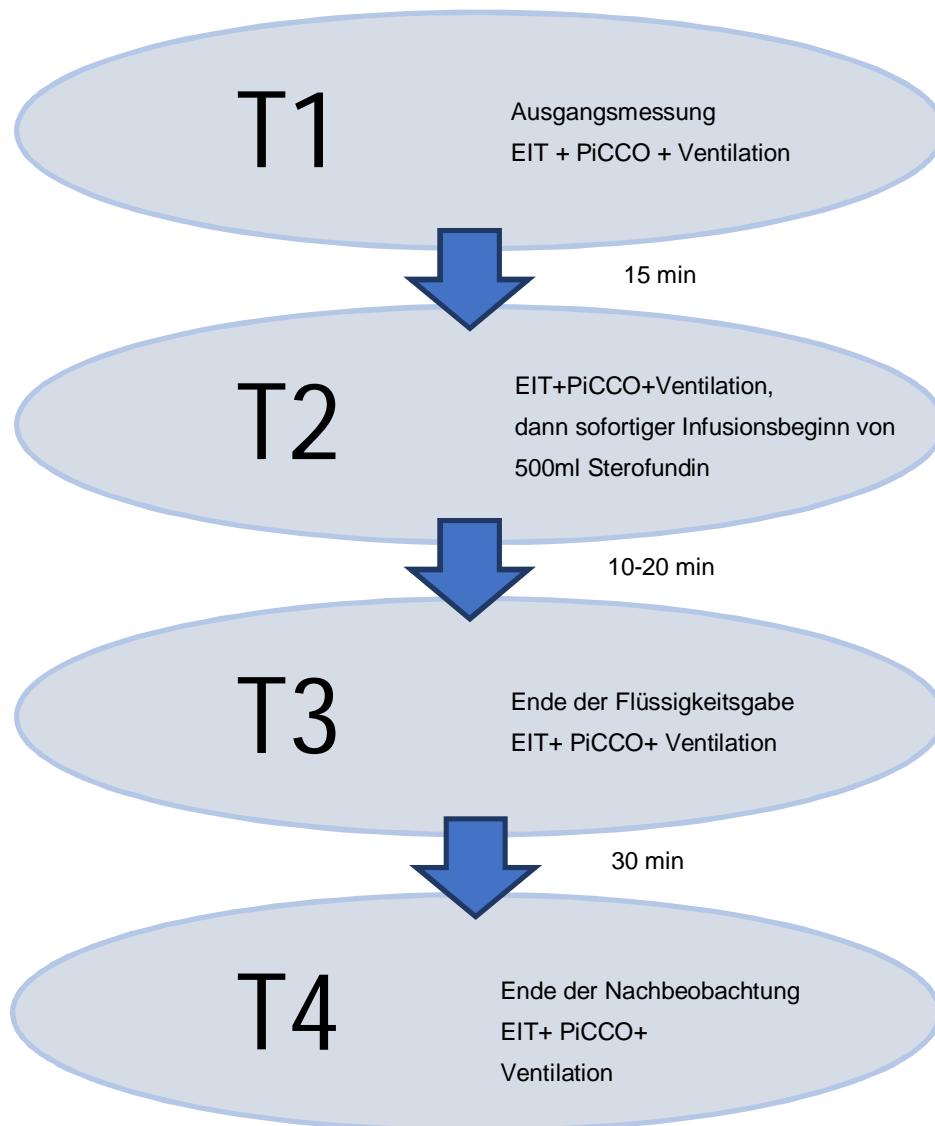 T1
Ausgangsmessung
EIT + PiCCO + Ventilation
15 min
T2
EIT+PiCCO+Ventilation,
dann sofortiger Infusionsbeginn von
500ml Sterofundin
10-20 min
T3
Ende der Flüssigkeitsgabe
EIT+ PiCCO+ Ventilation
30 min
T4
Ende der Nachbeobachtung
EIT+ PiCCO+
Ventilation